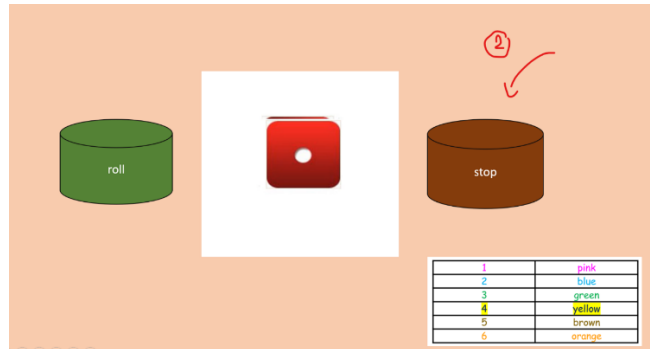 2
roll
stop
1 pink
2 blue
3 green
4 yellow
5 brown
6 orange